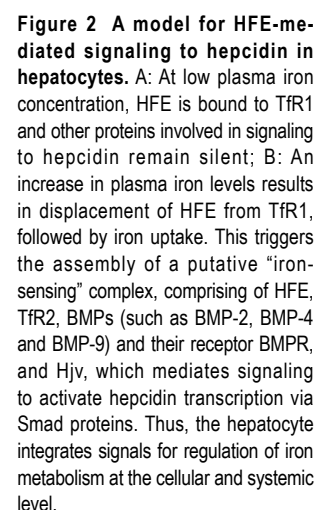 Figure 2 A model for HFE-me-
diated signaling to hepcidin in
hepatocytes. A: At low plasma iron
concentration, HFE is bound to TfR1
and other proteins involved in signaling
to hepcidin remain silent; B: An
increase in plasma iron levels results
in displacement of HFE from TfR1,
followed by iron uptake. This triggers
the assembly of a putative “iron-
sensing” complex, comprising of HFE,
TfR2, BMPs (such as BMP-2, BMP-4
and BMP-9) and their receptor BMPR,
and Hjv, which mediates signaling
to activate hepcidin transcription via
Smad proteins. Thus, the hepatocyte
integrates signals for regulation of iron
metabolism at the cellular and systemic
level.